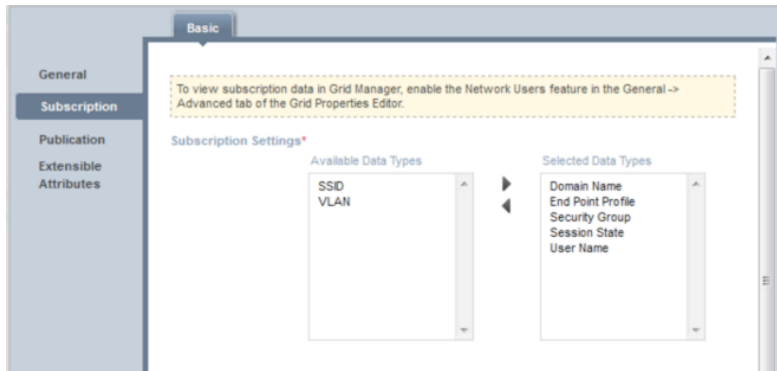 Basic
General
Subscription
Publication
Extensible
Attributes
To view subscription data in Grid Manager, enable the Network Users feature in the General ->
Advanced tab of the Grid Properties Editor.
Subscription Settings*
Available Data Types
SSID
VLAN
Selected Data Types
Domain Name
End Point Profile
Security Group
Session State
User Name